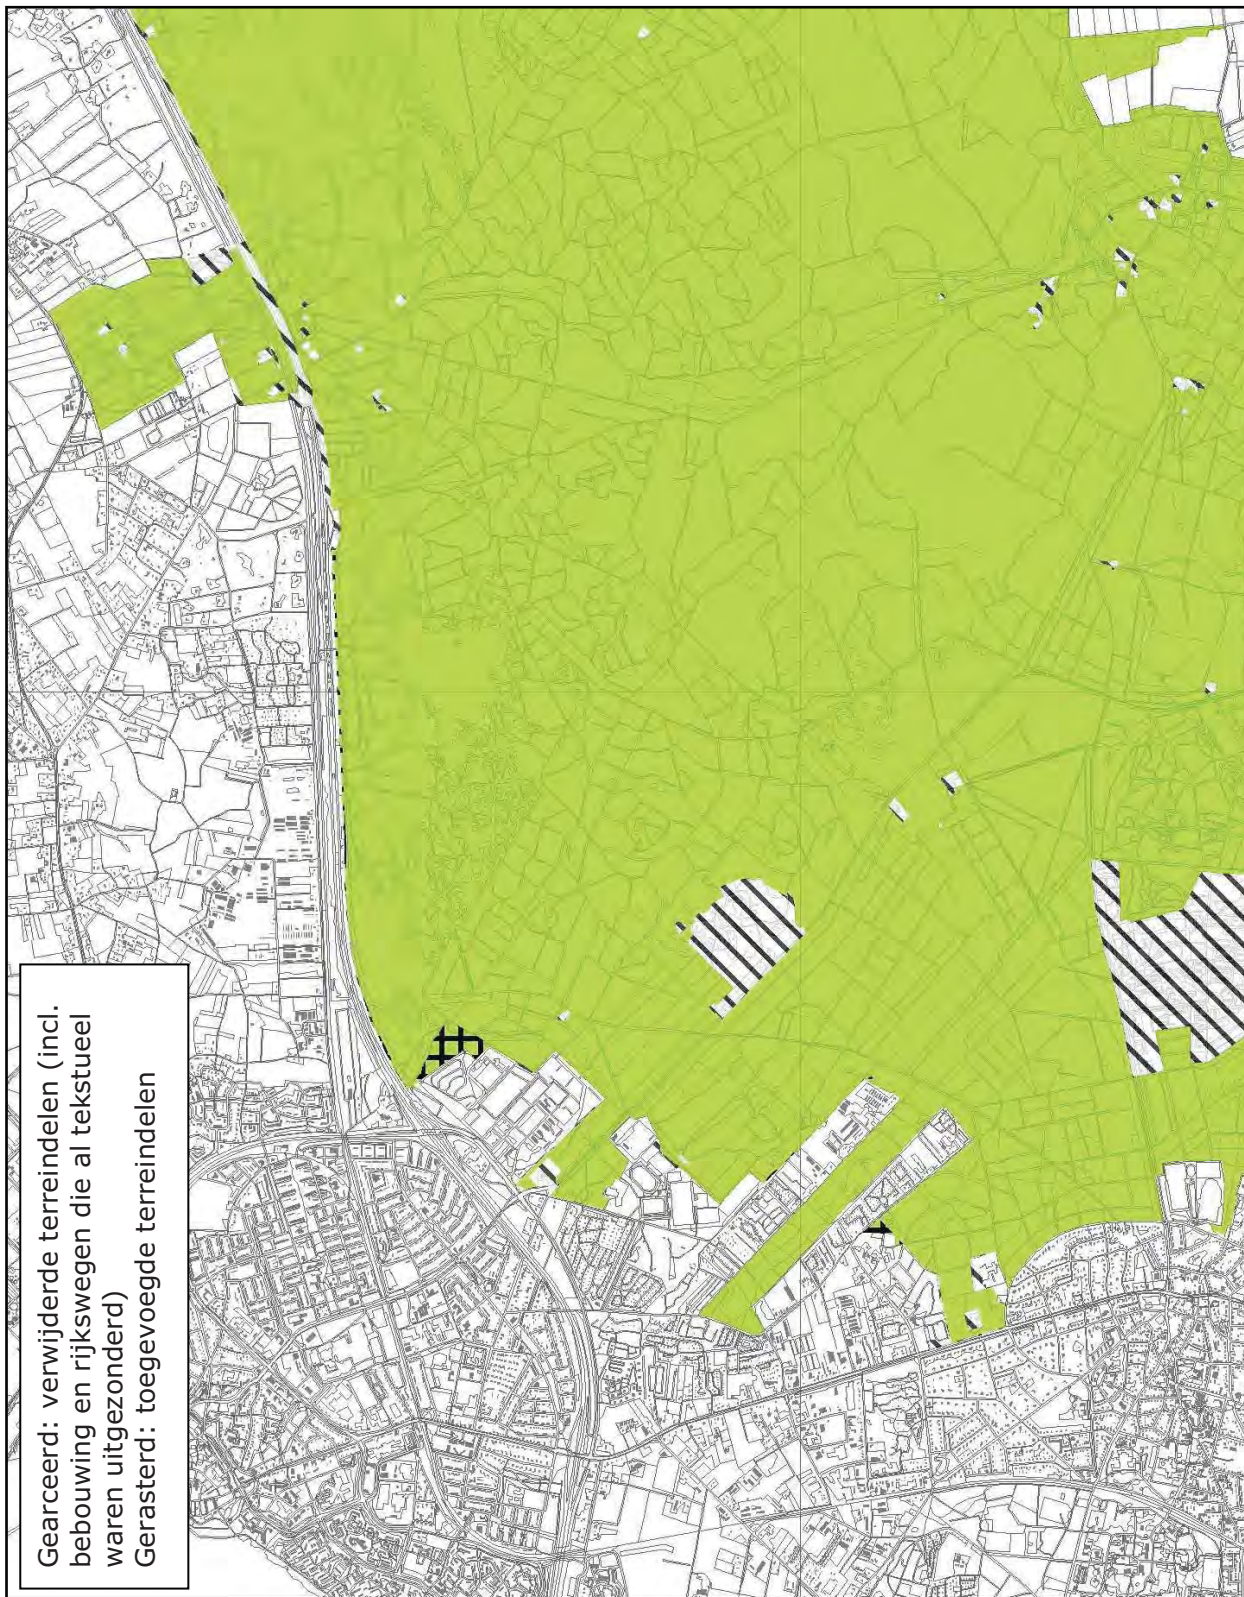 Gearceerd: verwijderde terreindelen (incl.
bebouwing en rijkswegen die al tekstueel
waren uitgezonderd)
Gerasterd: toegevoegde terreindelen